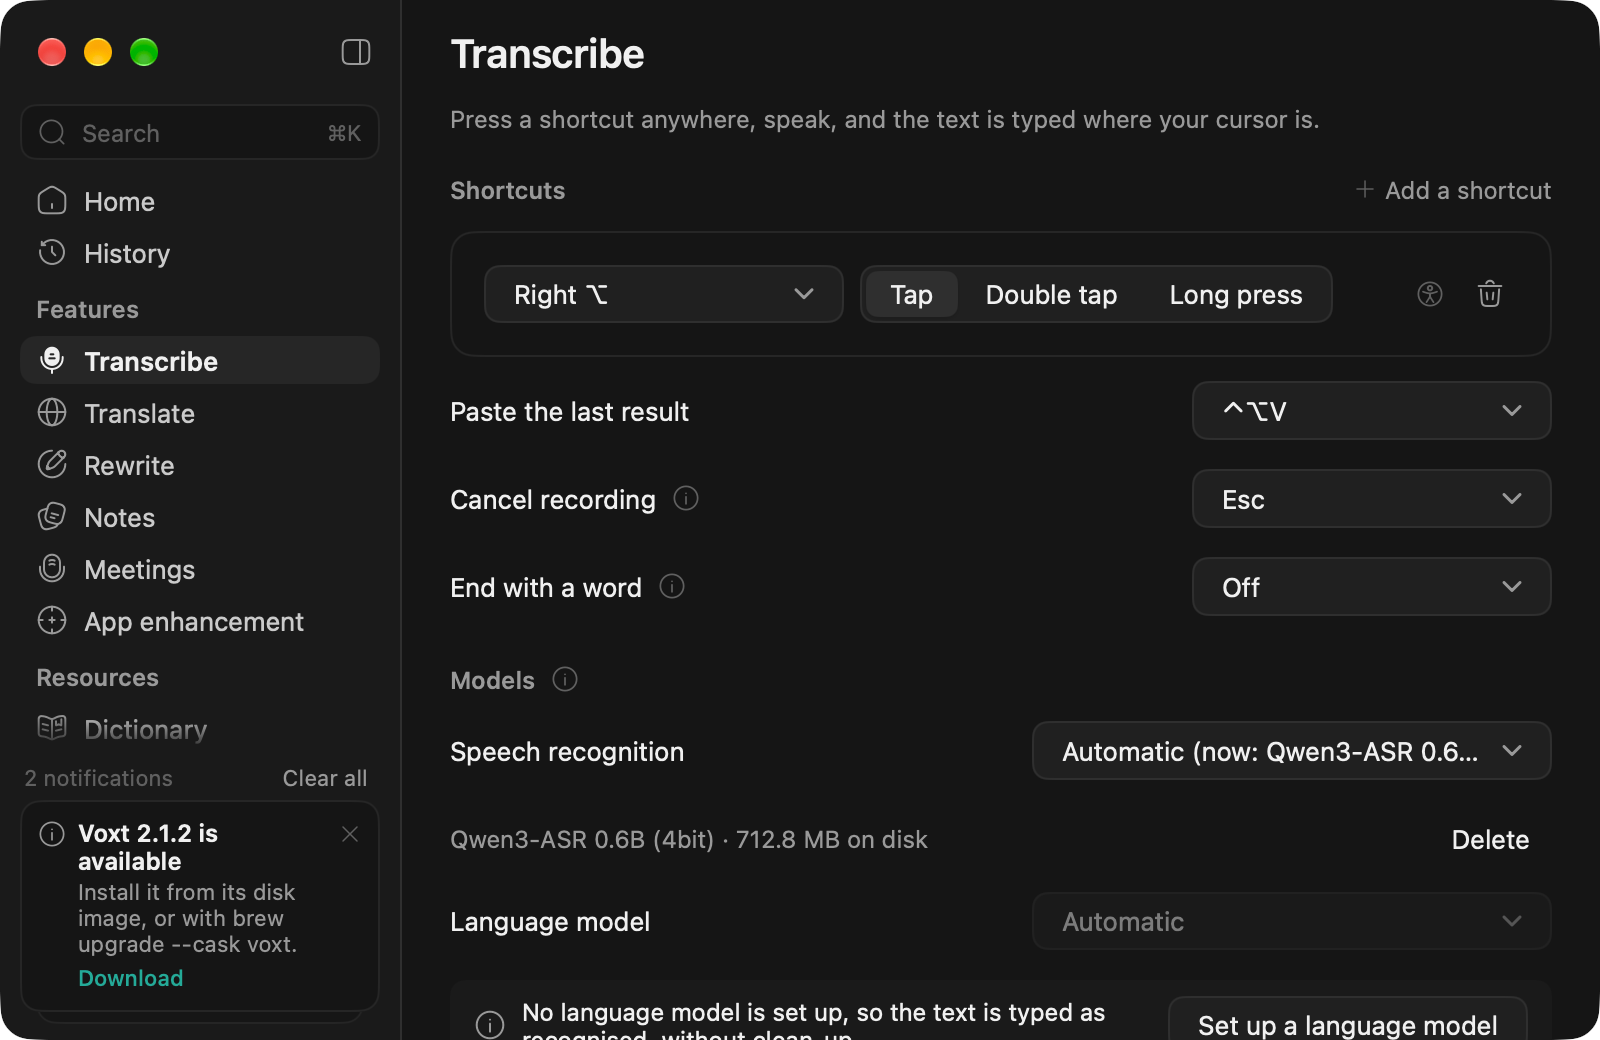 Search ⌘K
Home
History
Features
Transcribe
Translate
Rewrite
Notes
Meetings
App enhancement
Resources
Dictionary
2 notifications Clear all
Voxt 2.1.2 is
available
Install it from its disk
image, or with brew
upgrade --cask voxt.
Download
Transcribe
Press a shortcut anywhere, speak, and the text is typed where your cursor is.
Shortcuts + Add a shortcut
Right ⌥ Tap Double tap Long press
Paste the last result ⌃⌥V
Cancel recording Esc
End with a word Off
Models
Speech recognition Automatic (now: Qwen3-ASR 0.6...
Qwen3-ASR 0.6B (4bit) · 712.8 MB on disk Delete
Language model Automatic
No language model is set up, so the text is typed as
recognised, without clean-up.
Set up a language model